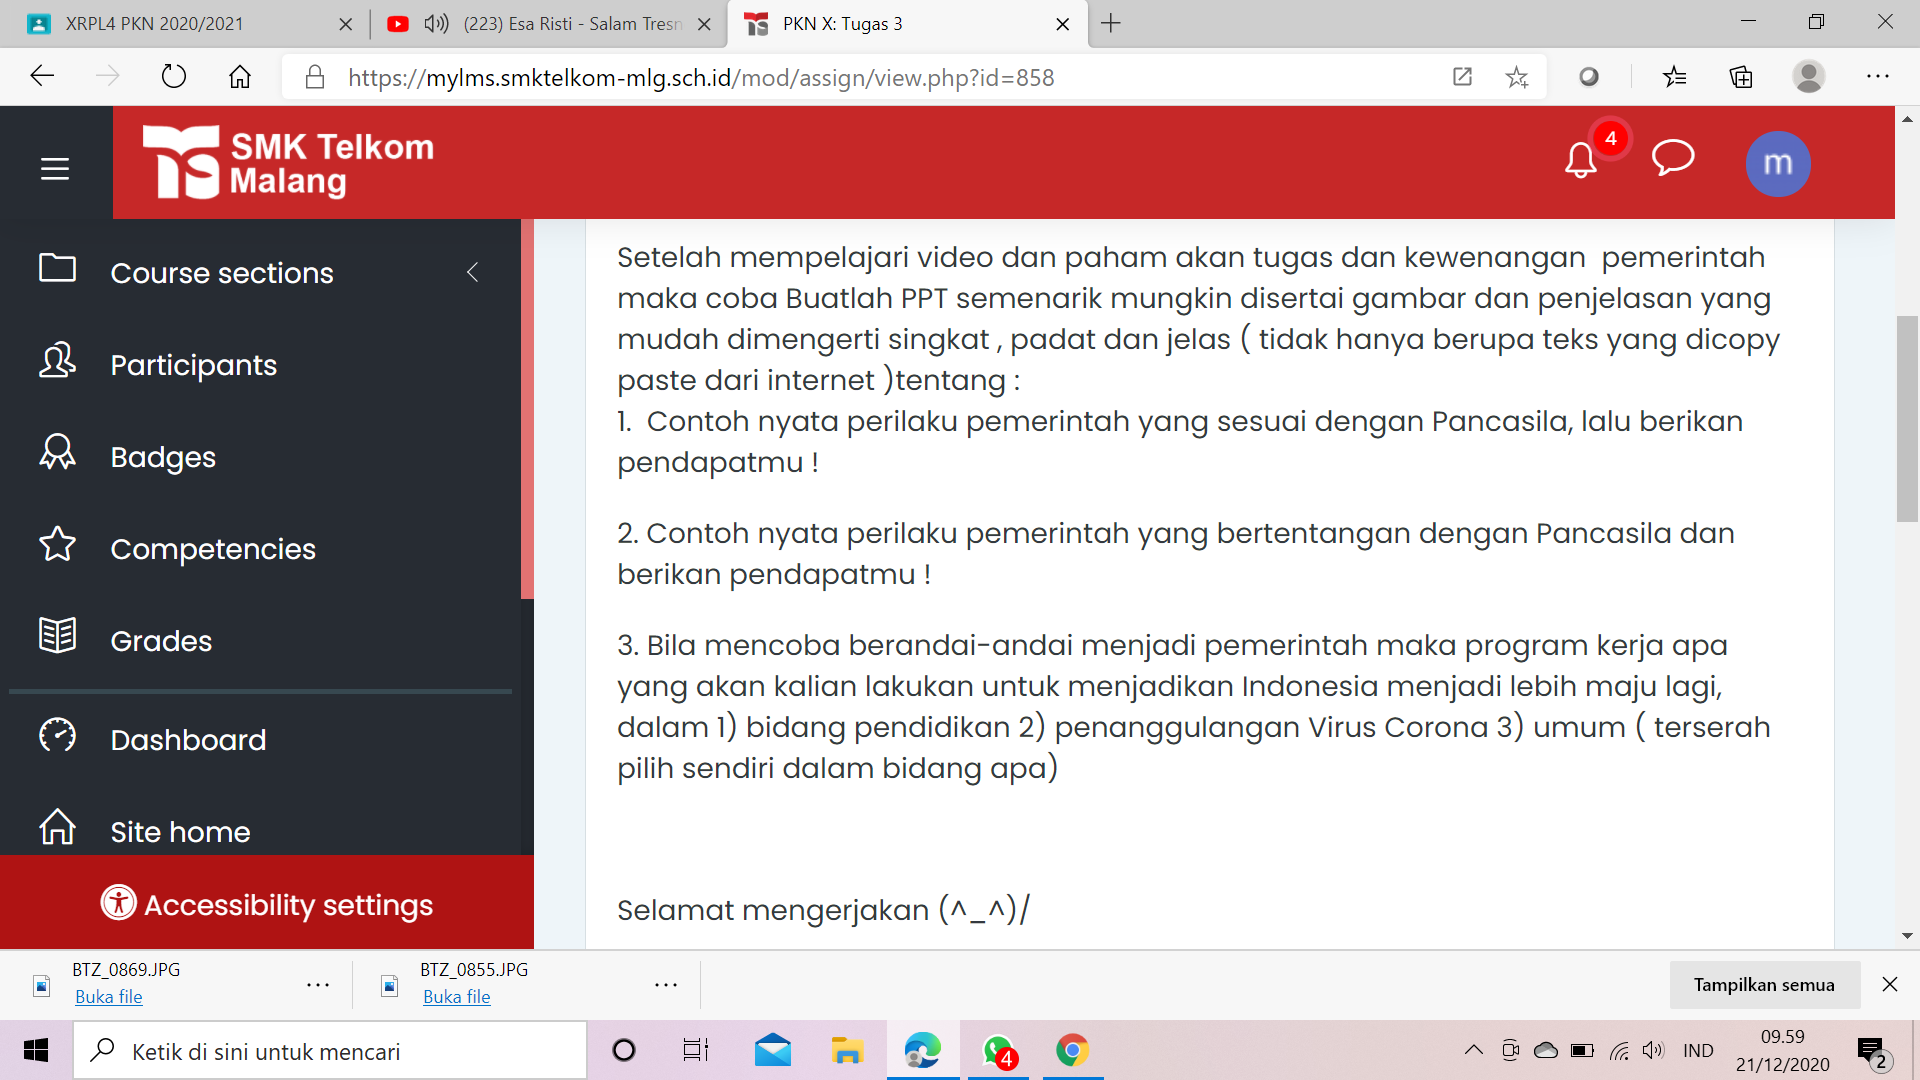 XRPL4 PKN 2020/2021
(223) Esa Risti - Salam Tresn
PKN X: Tugas 3
https://mylms.smktelkom-mlg.sch.id/mod/assign/view.php?id=858
SMK Telkom
Malang
4
m
Course sections
Participants
Badges
Competencies
Grades
Dashboard
Site home
Accessibility settings
Setelah mempelajari video dan paham akan tugas dan kewenangan  pemerintah
maka coba Buatlah PPT semenarik mungkin disertai gambar dan penjelasan yang
mudah dimengerti singkat , padat dan jelas ( tidak hanya berupa teks yang dicopy
paste dari internet )tentang :
1.  Contoh nyata perilaku pemerintah yang sesuai dengan Pancasila, lalu berikan
pendapatmu !
2. Contoh nyata perilaku pemerintah yang bertentangan dengan Pancasila dan
berikan pendapatmu !
3. Bila mencoba berandai-andai menjadi pemerintah maka program kerja apa
yang akan kalian lakukan untuk menjadikan Indonesia menjadi lebih maju lagi,
dalam 1) bidang pendidikan 2) penanggulangan Virus Corona 3) umum ( terserah
pilih sendiri dalam bidang apa)
Selamat mengerjakan (^_^)/
BTZ_0869.JPG
Buka file
BTZ_0855.JPG
Buka file
Tampilkan semua
Ketik di sini untuk mencari
4
IND
09.59
21/12/2020
2